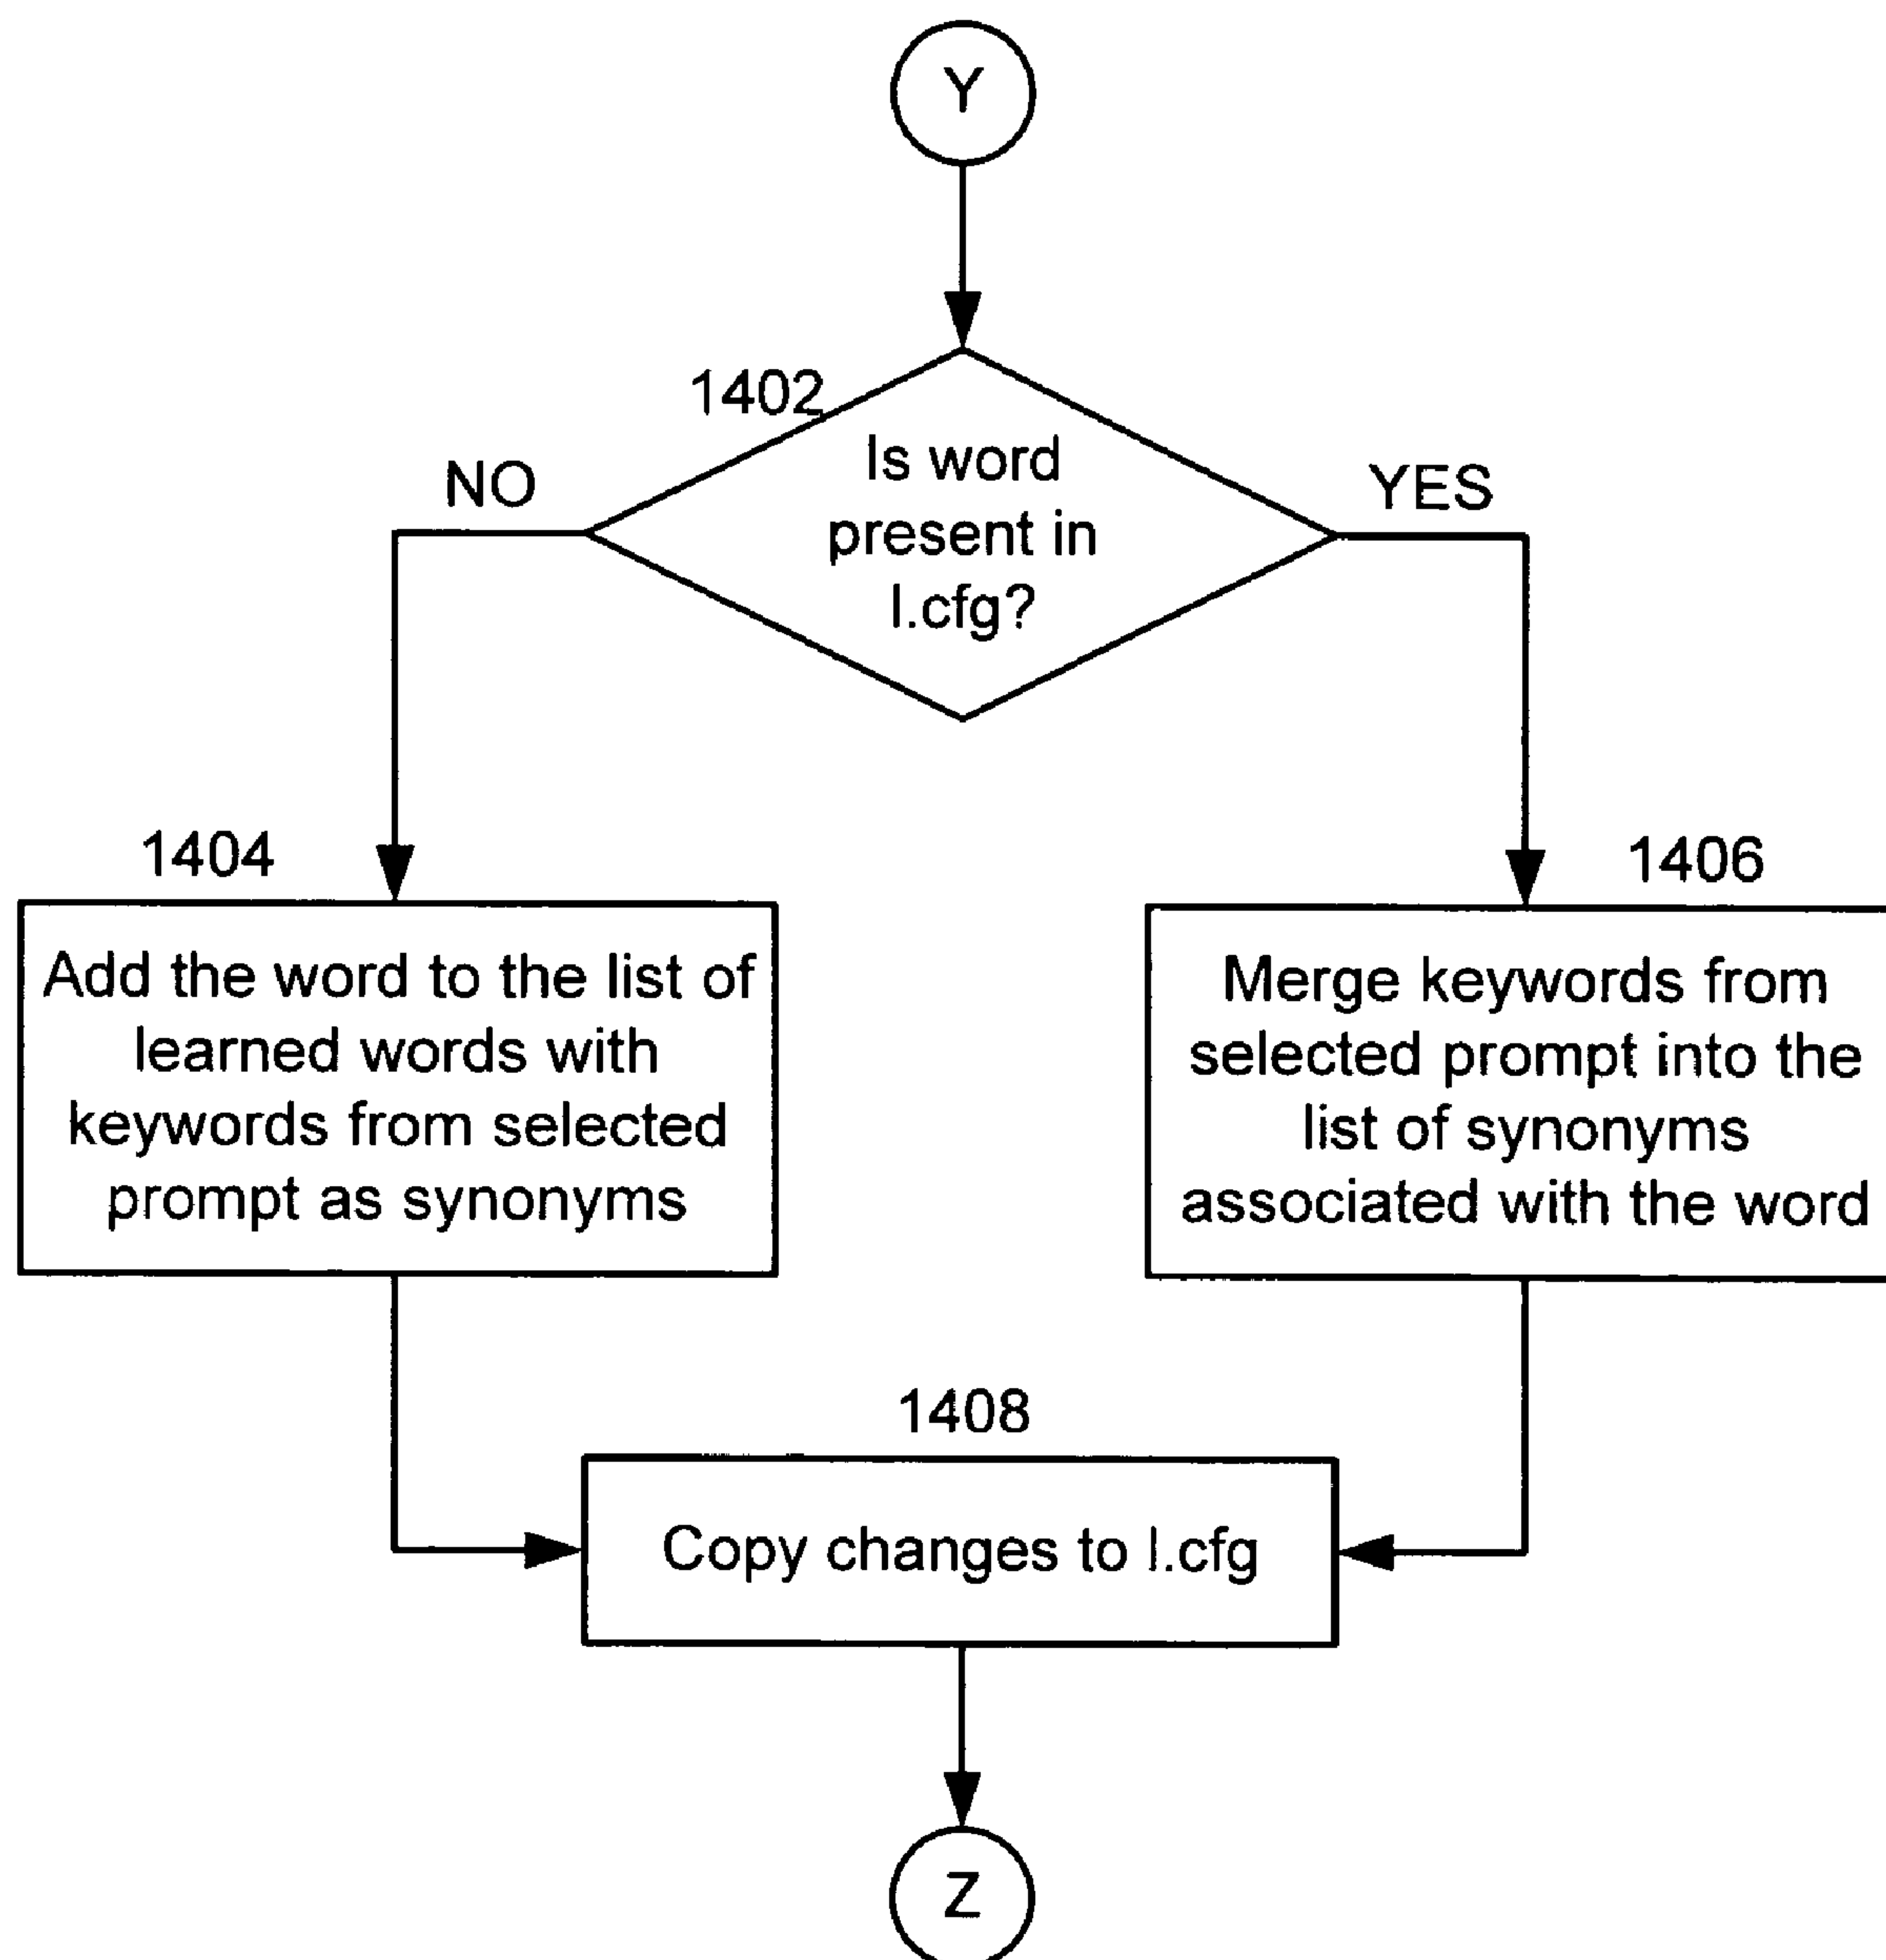 Y
1402
Is word
present in
l.cfg?
NO
YES
1404
Add the word to the list of
learned words with
keywords from selected
prompt as synonyms
1406
Merge keywords from
selected prompt into the
list of synonyms
associated with the word
1408
Copy changes to l.cfg
Z